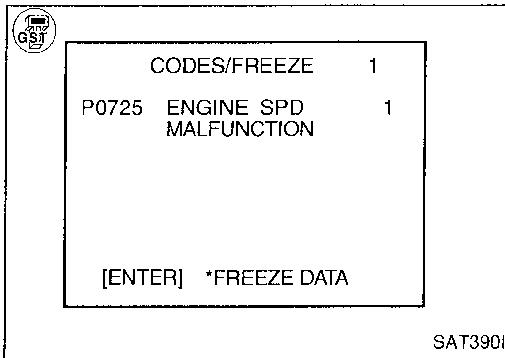 GST
CODES/FREEZE 1
P0725 ENGINE SPD 1
MALFUNCTION
[ENTER] *FREEZE DATA